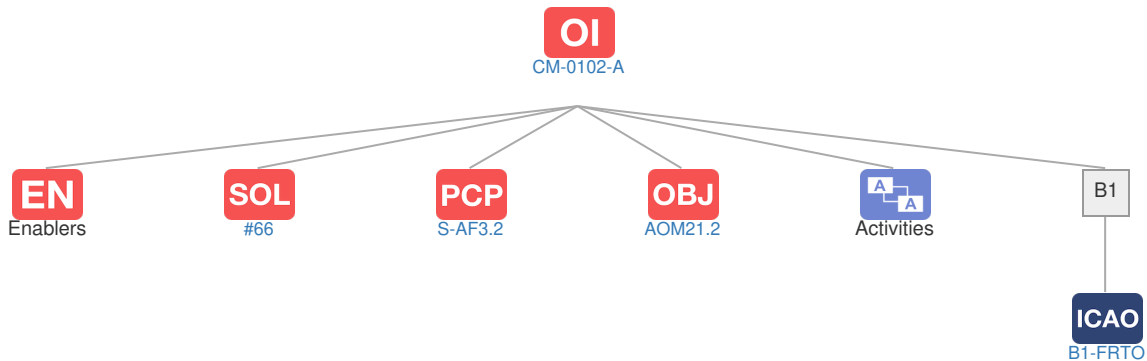 OI
CM-0102-A
EN
Enablers
SOL
#66
PCP
S-AF3.2
OBJ
AOM21.2
A
A
Activities
B1
ICAO
B1-FRTO